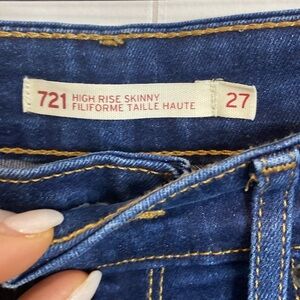 721 HIGH RISE SKINNY
FILIFORME TAILLE HAUTE
27